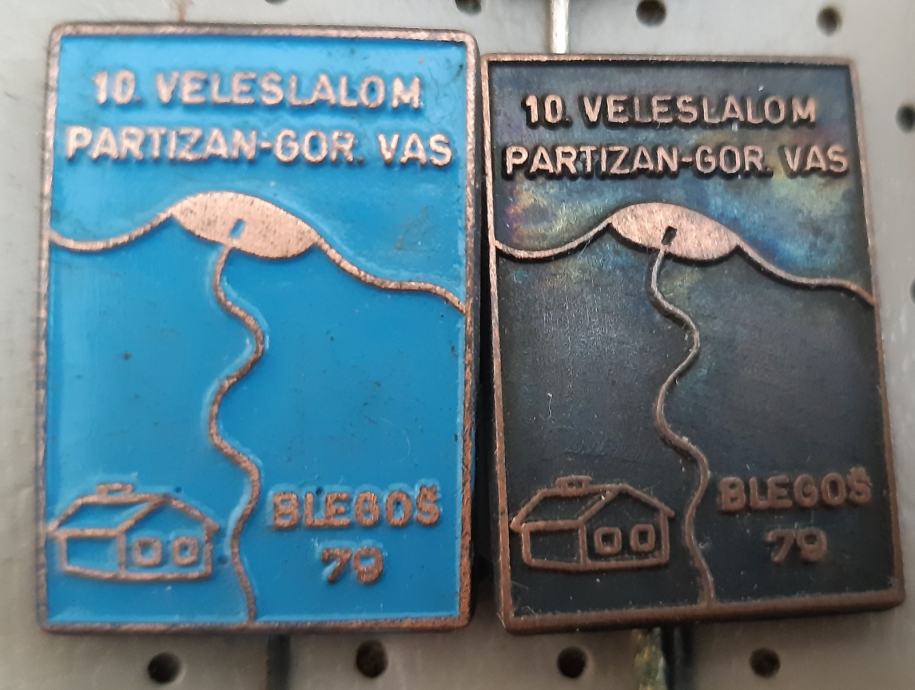 10. VELESLALOM
PARTIZAN-GOR. VAS
BLEGOŠ
79
10. VELESLALOM
PARTIZAN-GOR. VAS
BLEGOŠ
79